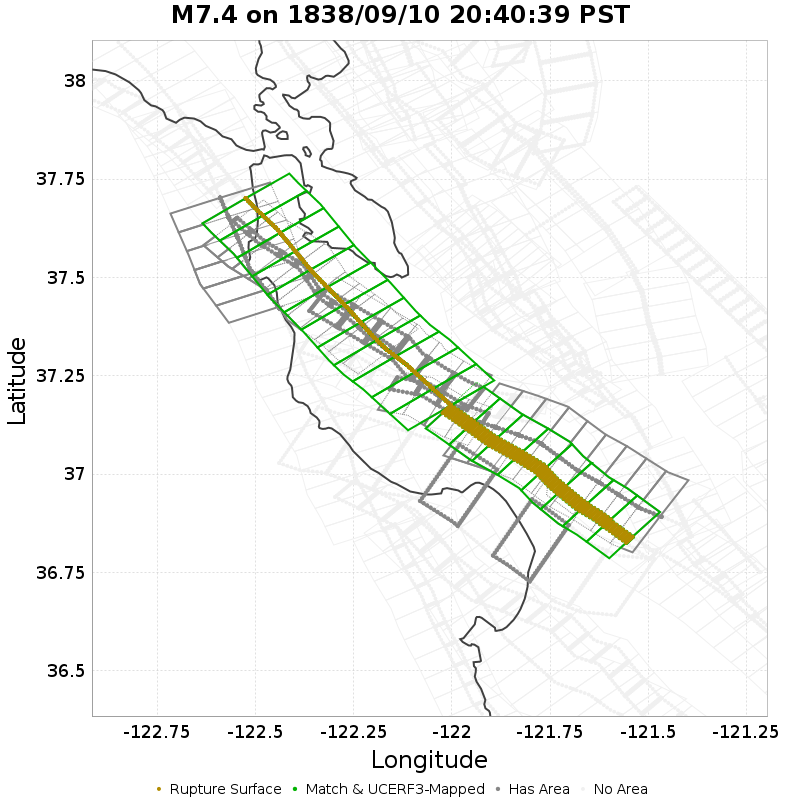 M7.4 on 1838/09/10 20:40:39 PST
38
37.75
37.5
37.25
37
36.75
36.5
Latitude
-122.75 -122.5 -122.25 -122 -121.75 -121.5 -121.25
Longitude
Rupture Surface Match & UCERF3-Mapped Has Area No Area